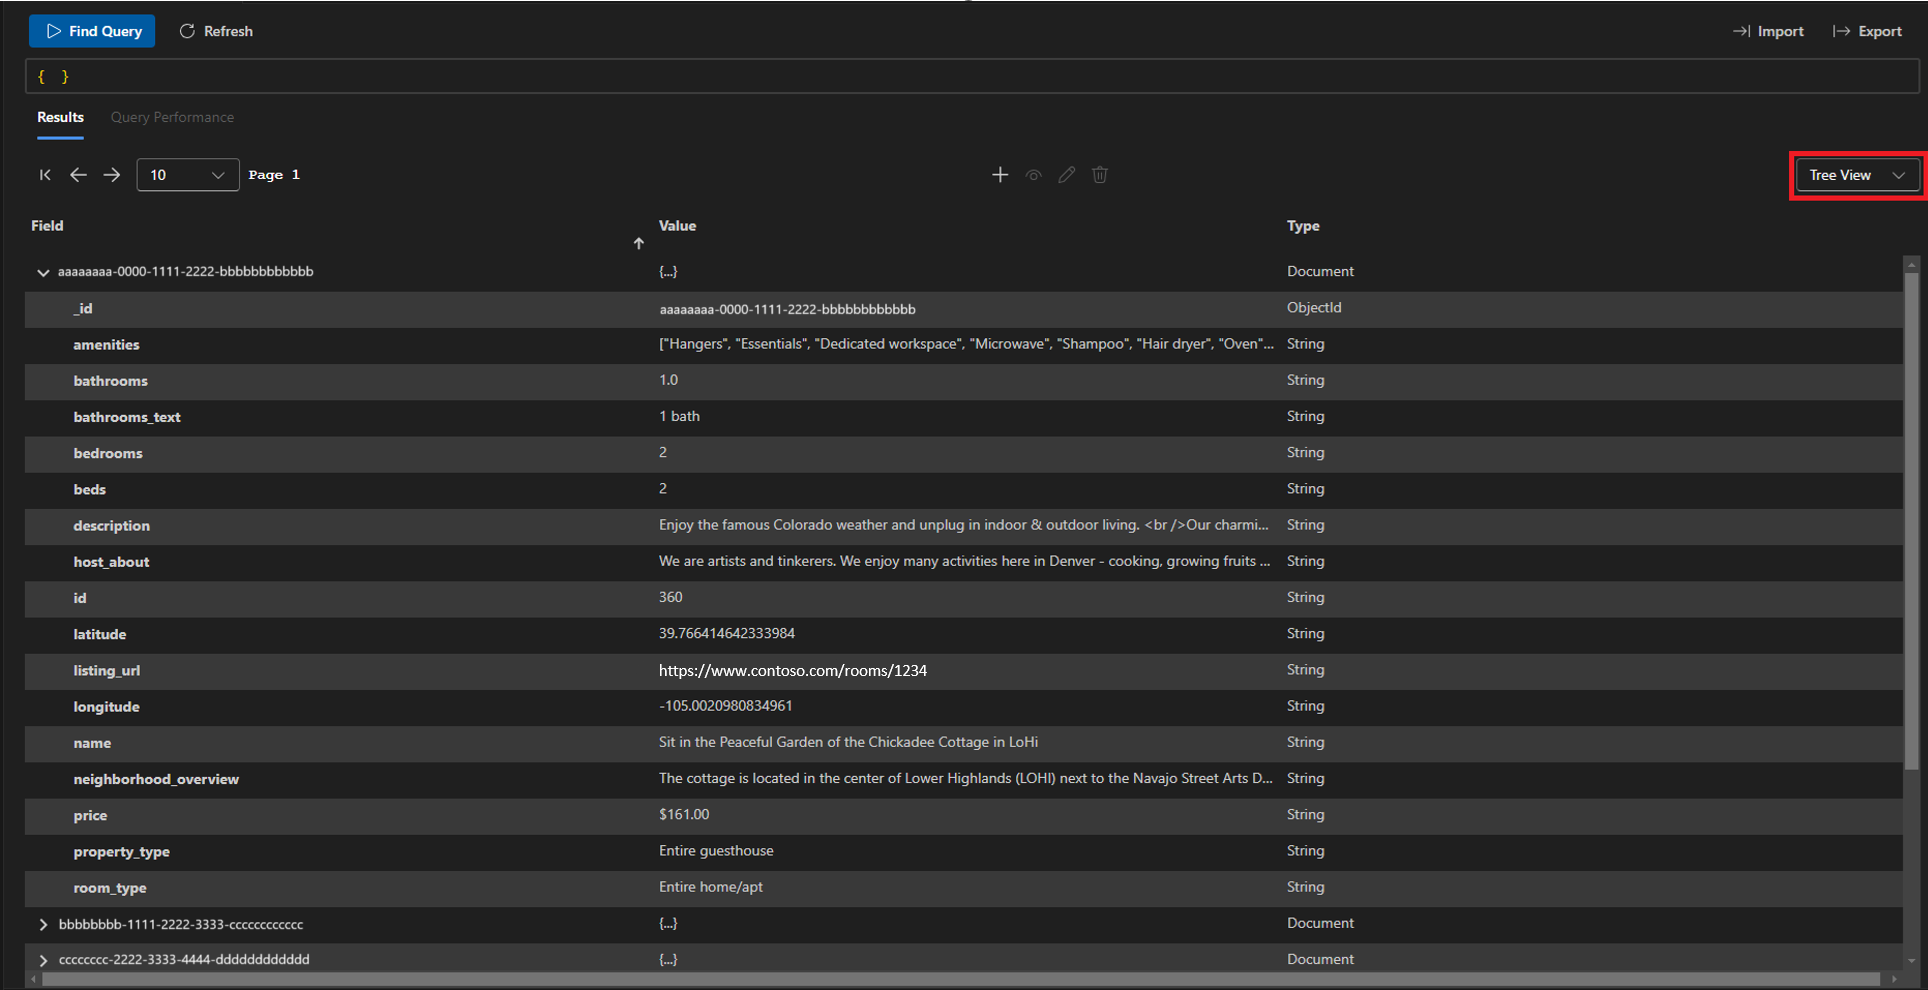 Find Query Refresh Import Export
{ }
Results Query Performance
10 Page 1 Tree View
Field Value Type
aaaaaaaa-0000-1111-2222-bbbbbbbbbbbb {...} Document
_id aaaaaaaa-0000-1111-2222-bbbbbbbbbbbb ObjectId
amenities ["Hangers", "Essentials", "Dedicated workspace", "Microwave", "Shampoo", "Hair dryer", "Oven"... String
bathrooms 1.0 String
bathrooms_text 1 bath String
bedrooms 2 String
beds 2 String
description Enjoy the famous Colorado weather and unplug in indoor & outdoor living. <br />Our charmi... String
host_about We are artists and tinkerers. We enjoy many activities here in Denver - cooking, growing fruits ... String
id 360 String
latitude 39.766414642333984 String
listing_url https://www.contoso.com/rooms/1234 String
longitude -105.0020980834961 String
name Sit in the Peaceful Garden of the Chickadee Cottage in LoHi String
neighborhood_overview The cottage is located in the center of Lower Highlands (LOHI) next to the Navajo Street Arts D... String
price $161.00 String
property_type Entire guesthouse String
room_type Entire home/apt String
bbbbbbbb-1111-2222-3333-cccccccccccc {...} Document
cccccccc-2222-3333-4444-dddddddddddd {...} Document